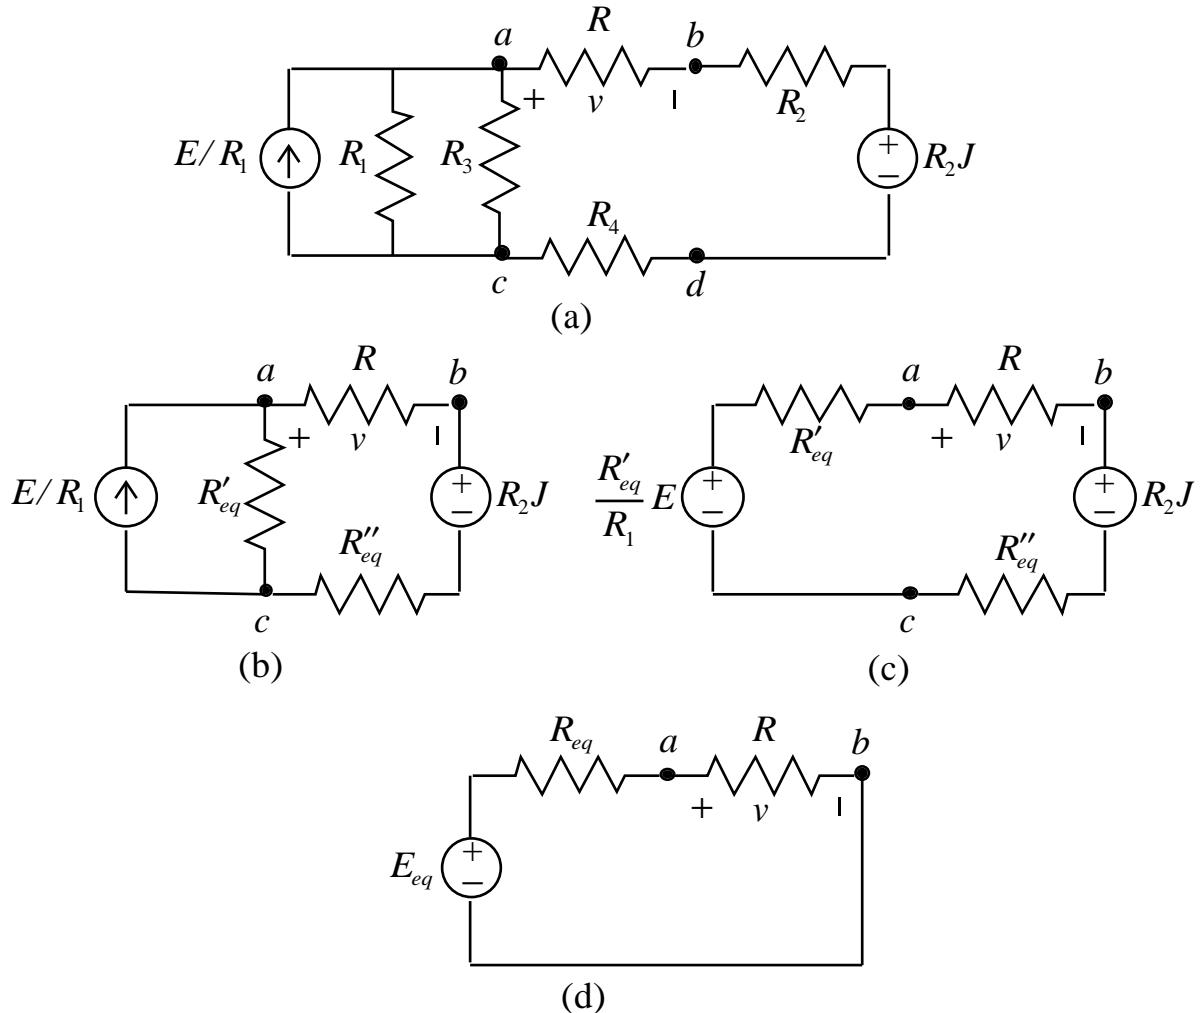 a R b
+ v −
R₂
E/R₁ R₁ R₃ + − R₂J
R₄
c d
(a)
a R b
+ v −
E/R₁ R′eq + − R₂J
R″eq
c
(b)
a R b
R′eq + v −
R′eq/R₁ E + − + − R₂J
R″eq
c
(c)
Req a R b
+ v −
Eeq + −
(d)